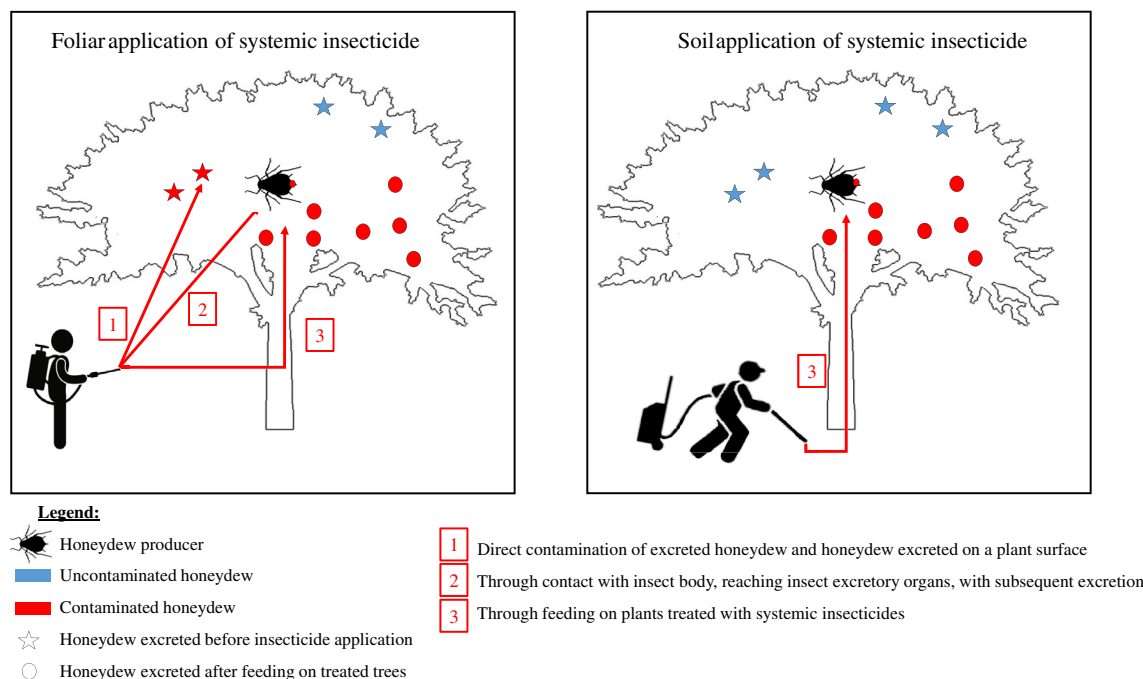 Foliar application of systemic insecticide
1
2
3
Soil application of systemic insecticide
3
Legend:
Honeydew producer
Uncontaminated honeydew
Contaminated honeydew
Honeydew excreted before insecticide application
Honeydew excreted after feeding on treated trees
1 Direct contamination of excreted honeydew and honeydew excreted on a plant surface
2 Through contact with insect body, reaching insect excretory organs, with subsequent excretion
3 Through feeding on plants treated with systemic insecticides